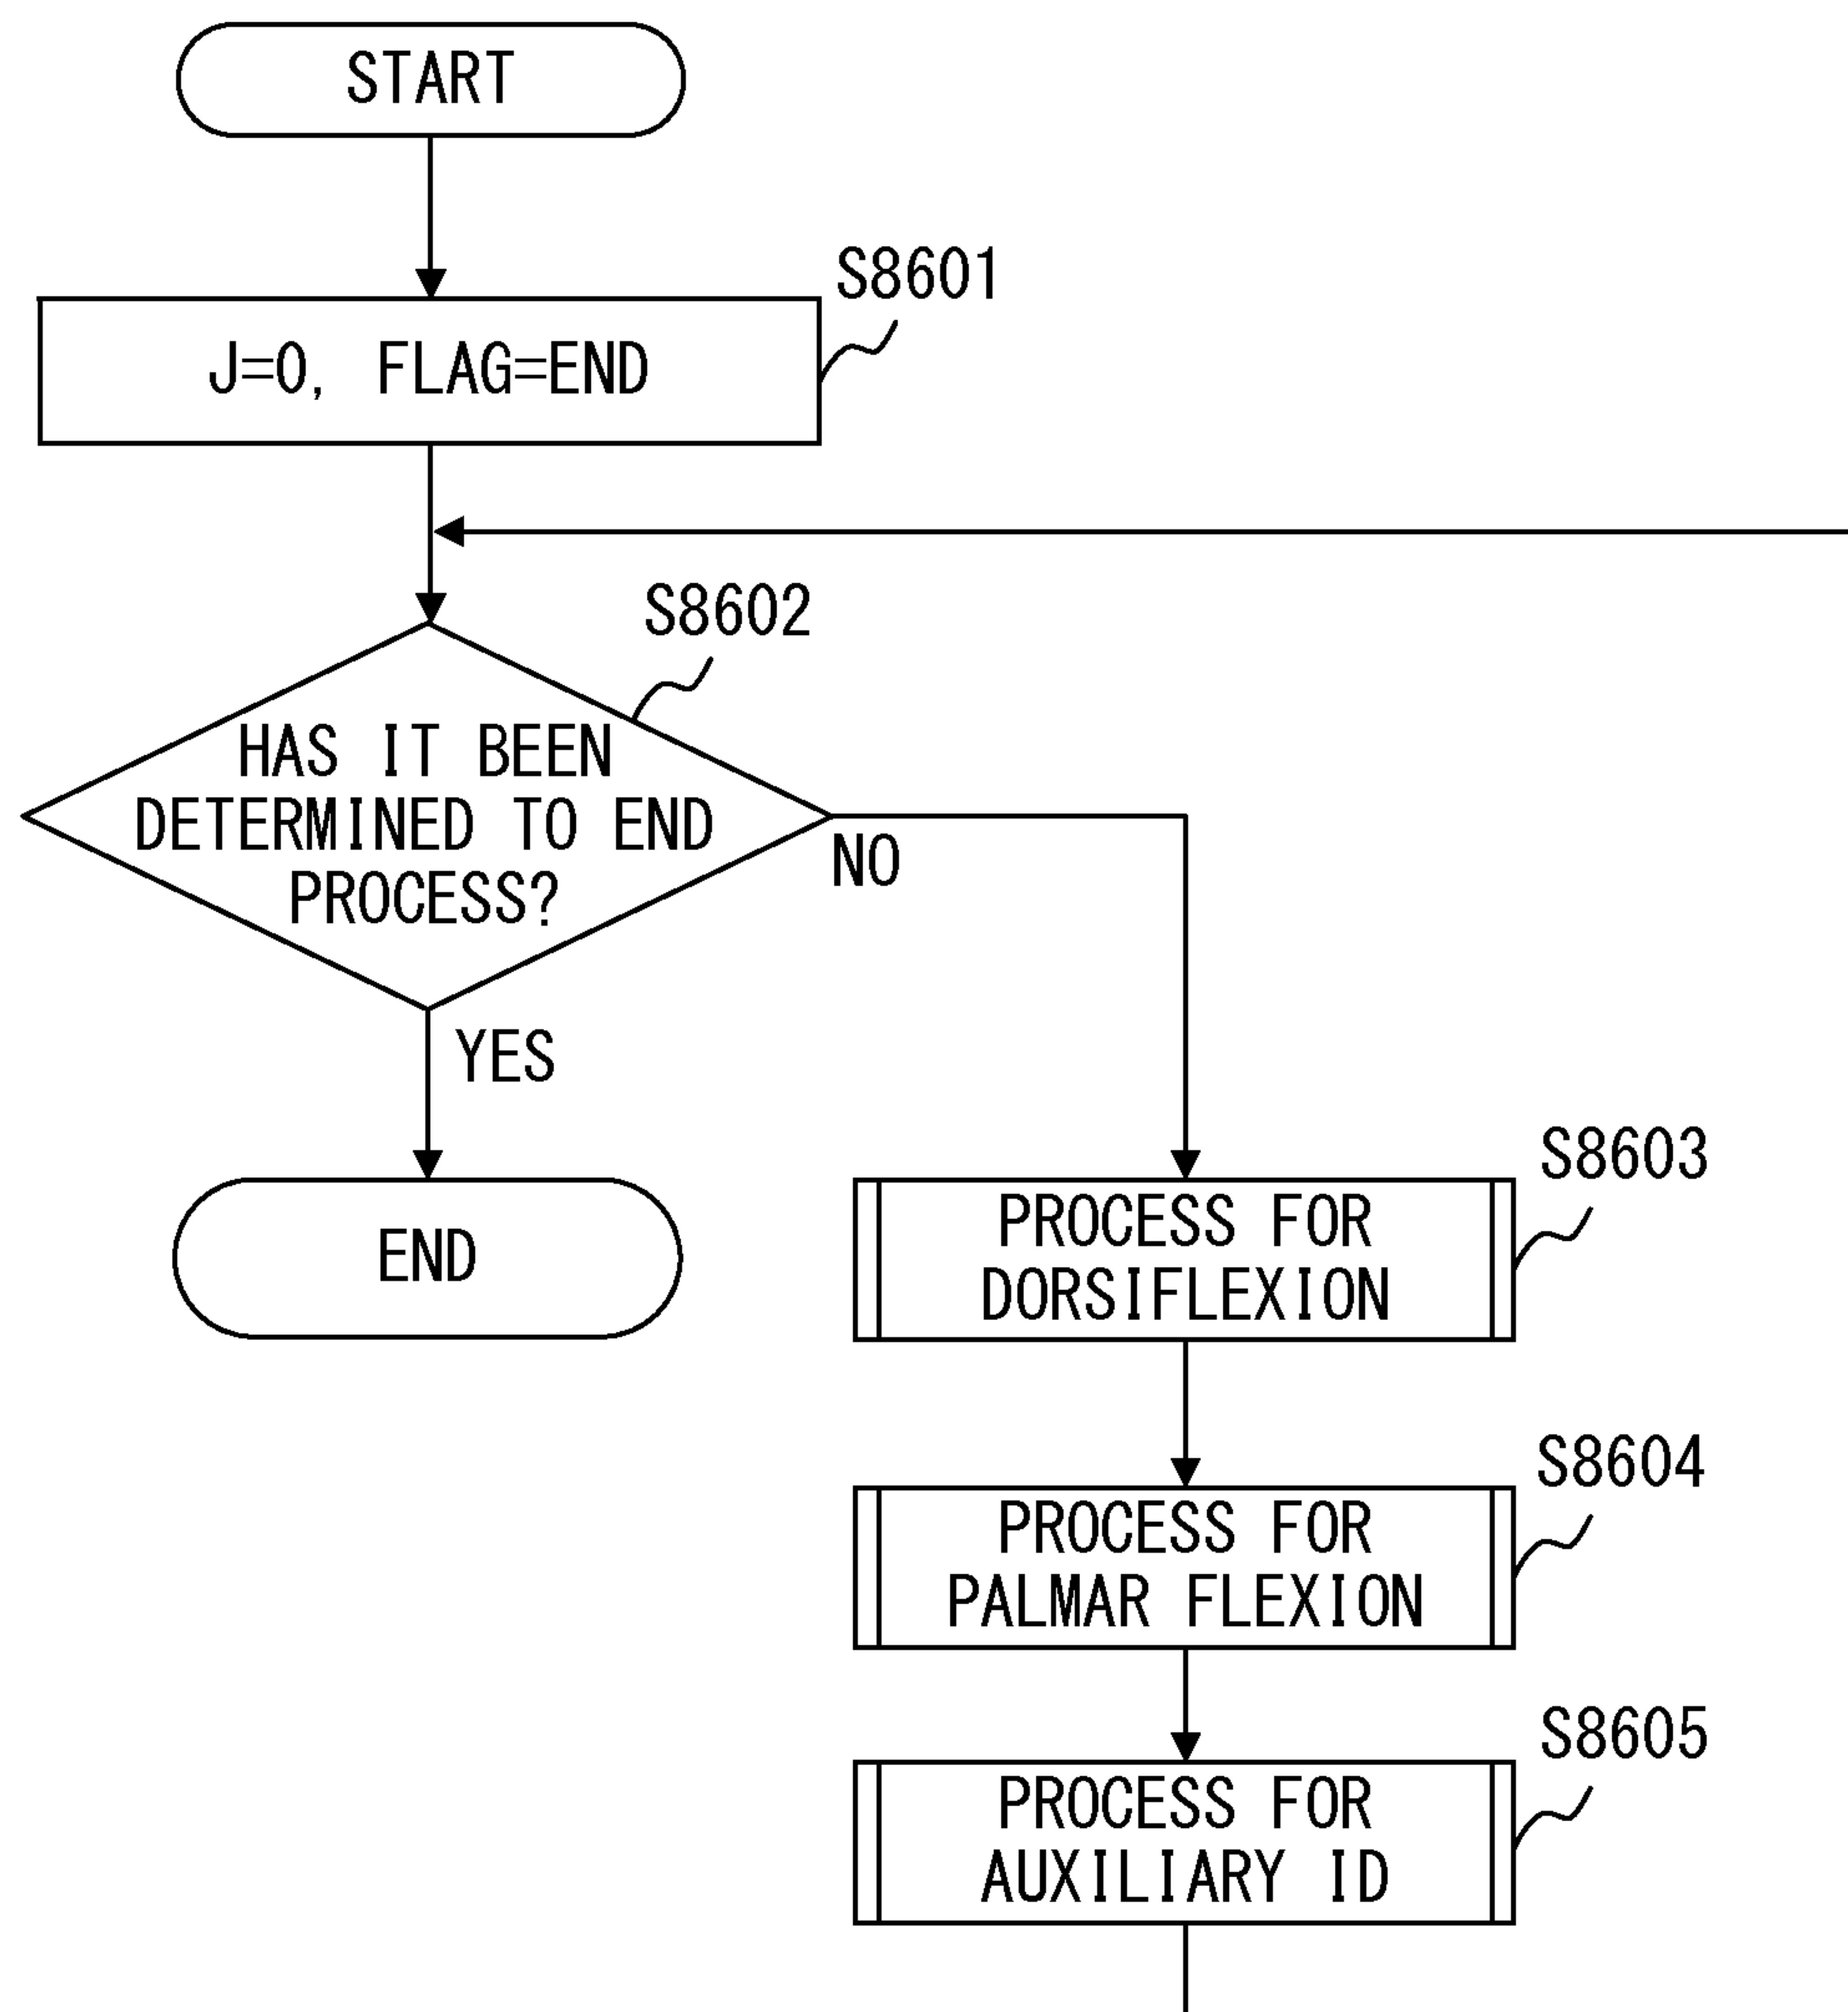 START
S8601
J=0, FLAG=END
S8602
HAS IT BEEN
DETERMINED TO END
PROCESS?
NO
YES
END
S8603
PROCESS FOR
DORSIFLEXION
S8604
PROCESS FOR
PALMAR FLEXION
S8605
PROCESS FOR
AUXILIARY ID